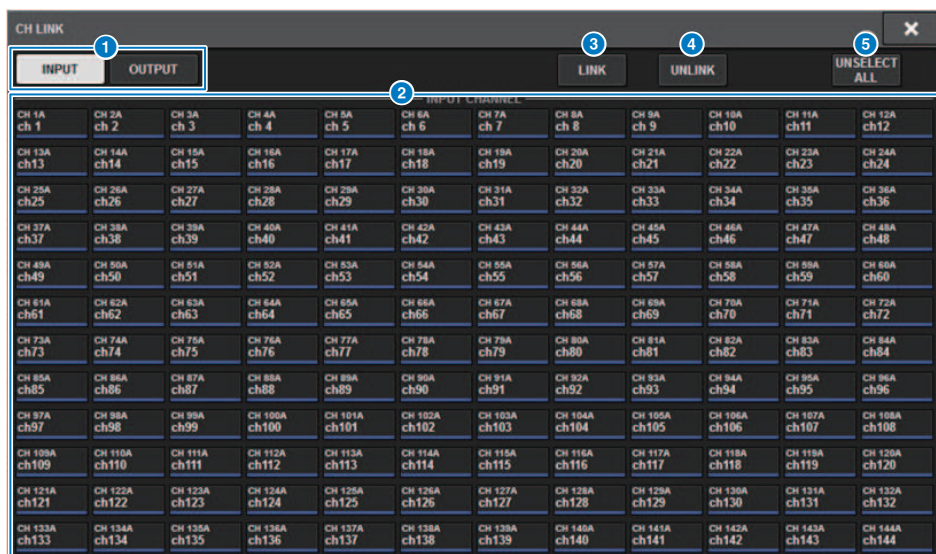 CH LINK
1 3 4 5
INPUT OUTPUT LINK UNLINK UNSELECT
ALL
2
INPUT CHANNEL
CH 1A CH 2A CH 3A CH 4A CH 5A CH 6A CH 7A CH 8A CH 9A CH 10A CH 11A CH 12A
ch 1 ch 2 ch 3 ch 4 ch 5 ch 6 ch 7 ch 8 ch 9 ch10 ch11 ch12
CH 13A CH 14A CH 15A CH 16A CH 17A CH 18A CH 19A CH 20A CH 21A CH 22A CH 23A CH 24A
ch13 ch14 ch15 ch16 ch17 ch18 ch19 ch20 ch21 ch22 ch23 ch24
CH 25A CH 26A CH 27A CH 28A CH 29A CH 30A CH 31A CH 32A CH 33A CH 34A CH 35A CH 36A
ch25 ch26 ch27 ch28 ch29 ch30 ch31 ch32 ch33 ch34 ch35 ch36
CH 37A CH 38A CH 39A CH 40A CH 41A CH 42A CH 43A CH 44A CH 45A CH 46A CH 47A CH 48A
ch37 ch38 ch39 ch40 ch41 ch42 ch43 ch44 ch45 ch46 ch47 ch48
CH 49A CH 50A CH 51A CH 52A CH 53A CH 54A CH 55A CH 56A CH 57A CH 58A CH 59A CH 60A
ch49 ch50 ch51 ch52 ch53 ch54 ch55 ch56 ch57 ch58 ch59 ch60
CH 61A CH 62A CH 63A CH 64A CH 65A CH 66A CH 67A CH 68A CH 69A CH 70A CH 71A CH 72A
ch61 ch62 ch63 ch64 ch65 ch66 ch67 ch68 ch69 ch70 ch71 ch72
CH 73A CH 74A CH 75A CH 76A CH 77A CH 78A CH 79A CH 80A CH 81A CH 82A CH 83A CH 84A
ch73 ch74 ch75 ch76 ch77 ch78 ch79 ch80 ch81 ch82 ch83 ch84
CH 85A CH 86A CH 87A CH 88A CH 89A CH 90A CH 91A CH 92A CH 93A CH 94A CH 95A CH 96A
ch85 ch86 ch87 ch88 ch89 ch90 ch91 ch92 ch93 ch94 ch95 ch96
CH 97A CH 98A CH 99A CH 100A CH 101A CH 102A CH 103A CH 104A CH 105A CH 106A CH 107A CH 108A
ch97 ch98 ch99 ch100 ch101 ch102 ch103 ch104 ch105 ch106 ch107 ch108
CH 109A CH 110A CH 111A CH 112A CH 113A CH 114A CH 115A CH 116A CH 117A CH 118A CH 119A CH 120A
ch109 ch110 ch111 ch112 ch113 ch114 ch115 ch116 ch117 ch118 ch119 ch120
CH 121A CH 122A CH 123A CH 124A CH 125A CH 126A CH 127A CH 128A CH 129A CH 130A CH 131A CH 132A
ch121 ch122 ch123 ch124 ch125 ch126 ch127 ch128 ch129 ch130 ch131 ch132
CH 133A CH 134A CH 135A CH 136A CH 137A CH 138A CH 139A CH 140A CH 141A CH 142A CH 143A CH 144A
ch133 ch134 ch135 ch136 ch137 ch138 ch139 ch140 ch141 ch142 ch143 ch144